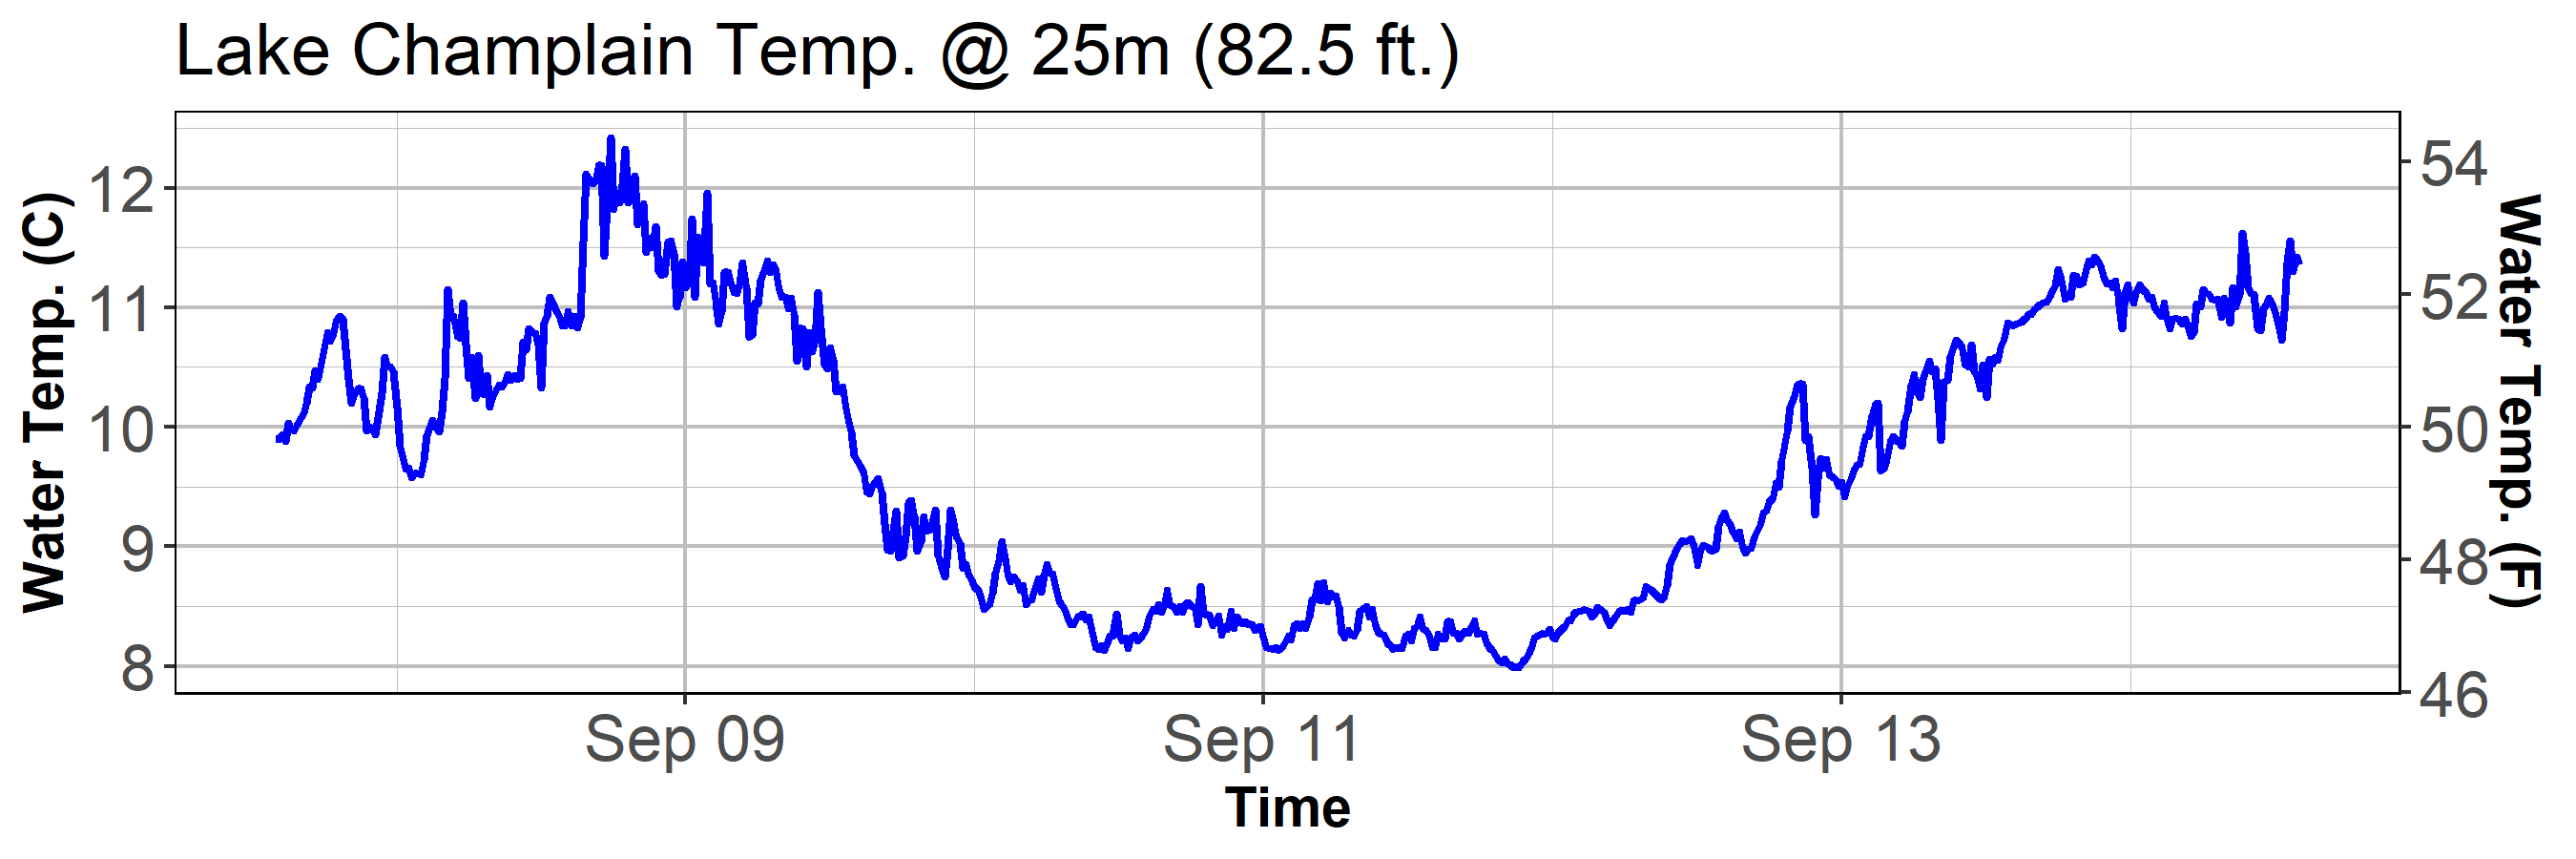 Lake Champlain Temp. @ 25m (82.5 ft.)
Water Temp. (C)
12
11
10
9
8
54
52
50
48
46
Water Temp. (F)
Sep 09
Sep 11
Sep 13
Time